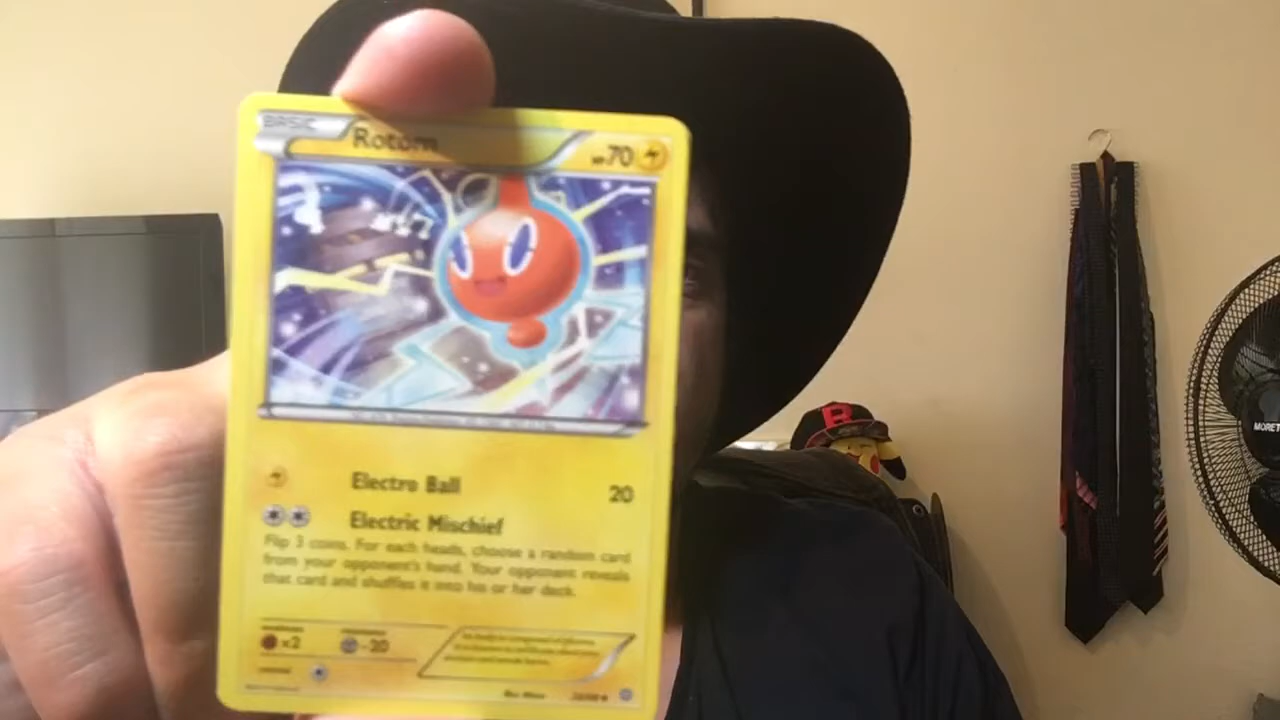 BASIC Rotom HP70
Electro Ball 20
Electric Mischief
Flip 3 coins. For each heads, choose a random card
from your opponent's hand. Your opponent reveals
that card and shuffles it into his or her deck.
×2 -20
R
MORET